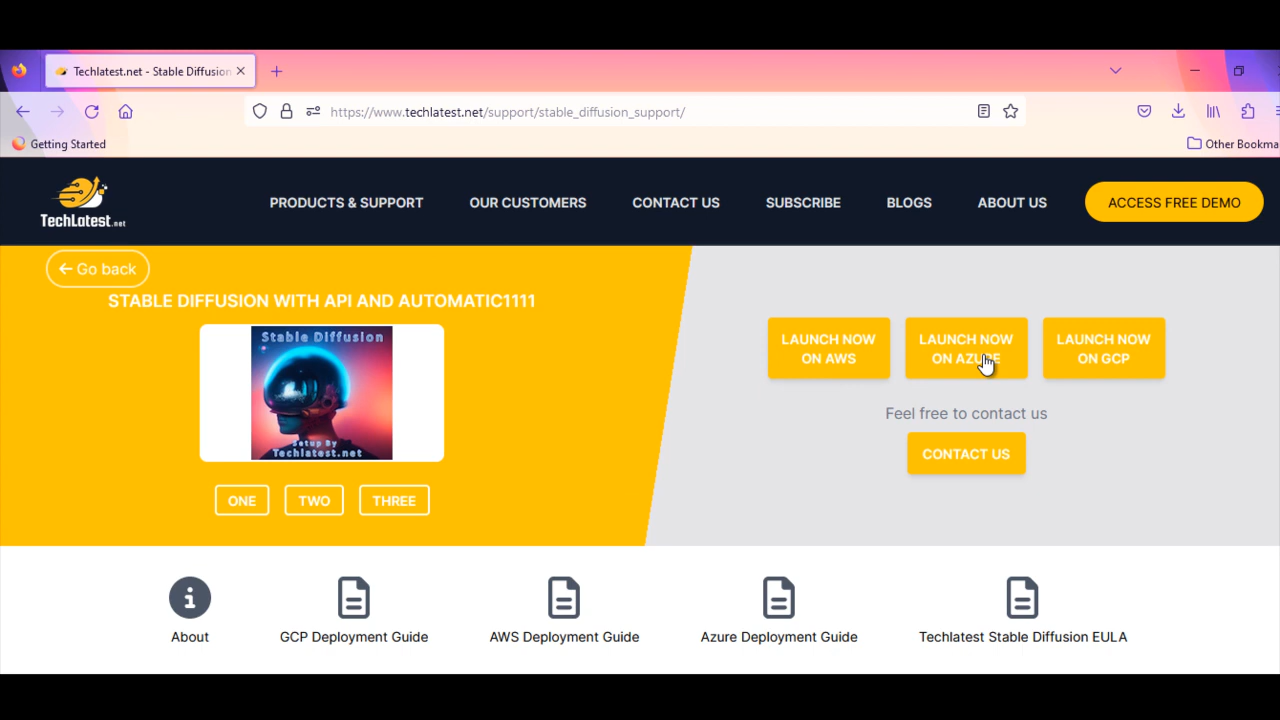 Techlatest.net - Stable Diffusion
https://www.techlatest.net/support/stable_diffusion_support/
Getting Started
Other Bookma
TechLatest.net
PRODUCTS & SUPPORT
OUR CUSTOMERS
CONTACT US
SUBSCRIBE
BLOGS
ABOUT US
ACCESS FREE DEMO
Go back
STABLE DIFFUSION WITH API AND AUTOMATIC1111
Stable Diffusion
Setup By
Techlatest.net
ONE
TWO
THREE
LAUNCH NOW
ON AWS
LAUNCH NOW
ON AZURE
LAUNCH NOW
ON GCP
Feel free to contact us
CONTACT US
About
GCP Deployment Guide
AWS Deployment Guide
Azure Deployment Guide
Techlatest Stable Diffusion EULA